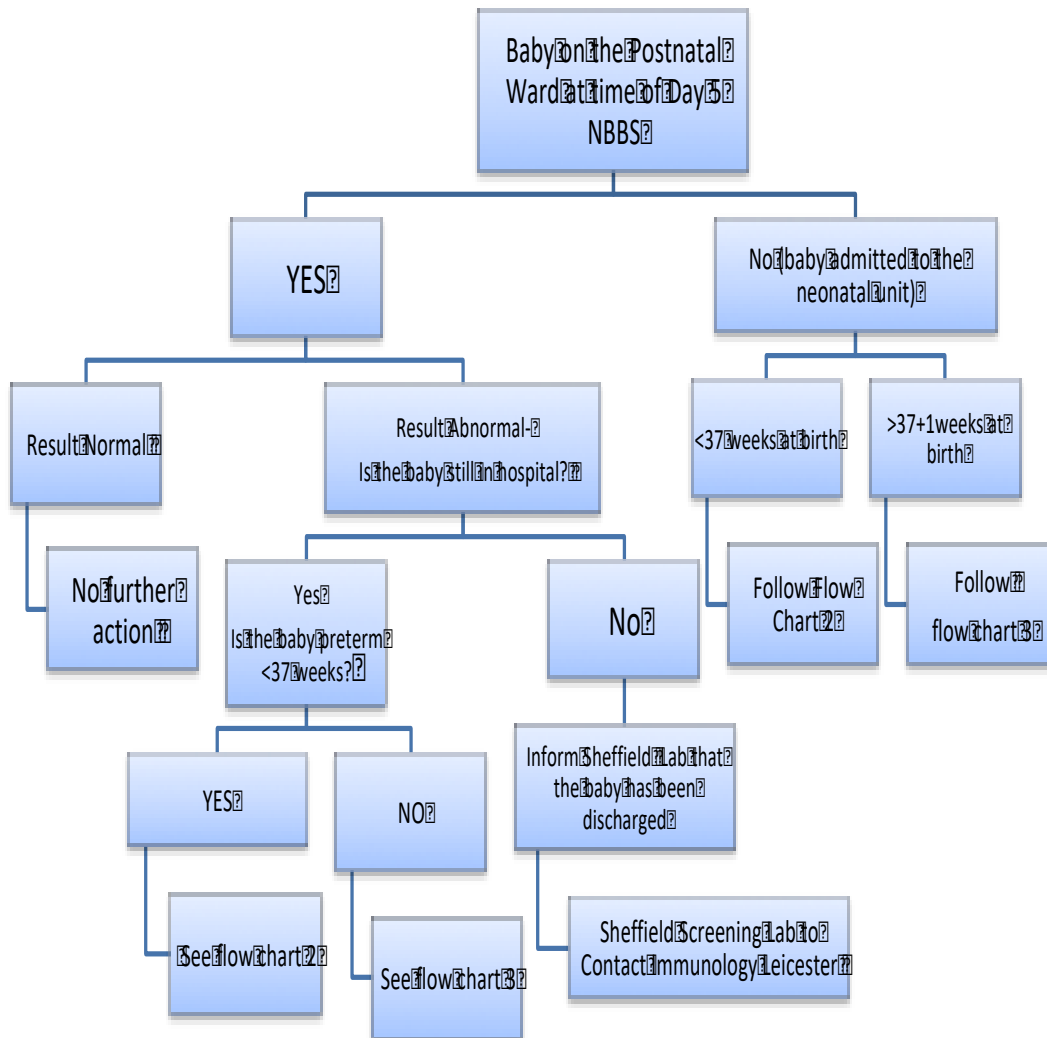 Baby on the Postnatal
Ward at time of Day 5
NBBS
YES
No (baby admitted to the
neonatal unit)
Result Normal
Result Abnormal-
Is the baby still in hospital?
<37 weeks at birth
>37+1weeks at
birth
No further
action
Yes
Is the baby preterm
<37 weeks?
No
Follow Flow
Chart 2
Follow
flow chart 3
YES
NO
Inform Sheffield Lab that
the baby has been
discharged
See flow chart 2
See flow chart 3
Sheffield Screening Lab to
Contact Immunology Leicester